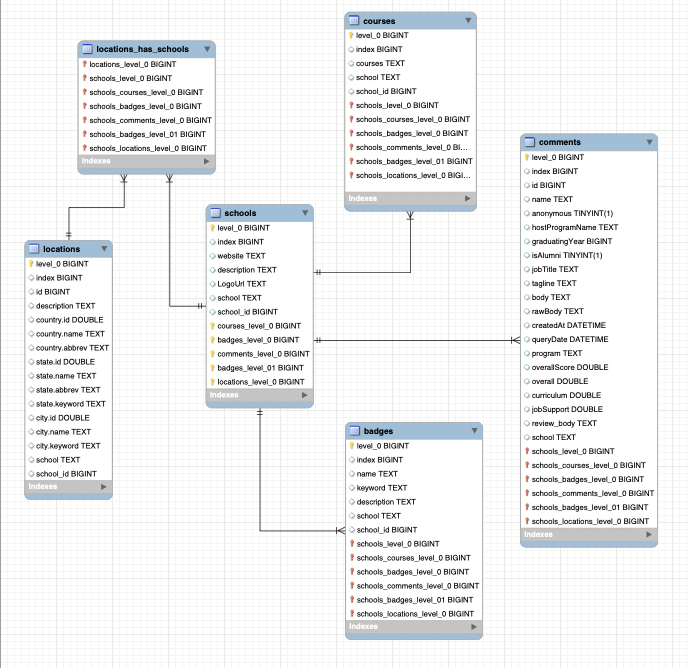 locations_has_schools
locations_level_0 BIGINT
schools_level_0 BIGINT
schools_courses_level_0 BIGINT
schools_badges_level_0 BIGINT
schools_comments_level_0 BIGINT
schools_badges_level_01 BIGINT
schools_locations_level_0 BIGINT
Indexes
courses
level_0 BIGINT
index BIGINT
courses TEXT
school TEXT
school_id BIGINT
schools_level_0 BIGINT
schools_courses_level_0 BIGINT
schools_badges_level_0 BIGINT
schools_comments_level_0 BI...
schools_badges_level_01 BIGINT
schools_locations_level_0 BIGI...
Indexes
comments
level_0 BIGINT
index BIGINT
id BIGINT
name TEXT
anonymous TINYINT(1)
hostProgramName TEXT
graduatingYear BIGINT
isAlumni TINYINT(1)
jobTitle TEXT
tagline TEXT
body TEXT
rawBody TEXT
createdAt DATETIME
queryDate DATETIME
program TEXT
overallScore DOUBLE
overall DOUBLE
curriculum DOUBLE
jobSupport DOUBLE
review_body TEXT
school TEXT
schools_level_0 BIGINT
schools_courses_level_0 BIGINT
schools_badges_level_0 BIGINT
schools_comments_level_0 BIGINT
schools_badges_level_01 BIGINT
schools_locations_level_0 BIGINT
Indexes
schools
level_0 BIGINT
index BIGINT
website TEXT
description TEXT
LogoUrl TEXT
school TEXT
school_id BIGINT
courses_level_0 BIGINT
badges_level_0 BIGINT
comments_level_0 BIGINT
badges_level_01 BIGINT
locations_level_0 BIGINT
Indexes
locations
level_0 BIGINT
index BIGINT
id BIGINT
description TEXT
country.id DOUBLE
country.name TEXT
country.abbrev TEXT
state.id DOUBLE
state.name TEXT
state.abbrev TEXT
state.keyword TEXT
city.id DOUBLE
city.name TEXT
city.keyword TEXT
school TEXT
school_id BIGINT
Indexes
badges
level_0 BIGINT
index BIGINT
name TEXT
keyword TEXT
description TEXT
school TEXT
school_id BIGINT
schools_level_0 BIGINT
schools_courses_level_0 BIGINT
schools_badges_level_0 BIGINT
schools_comments_level_0 BIGINT
schools_badges_level_01 BIGINT
schools_locations_level_0 BIGINT
Indexes